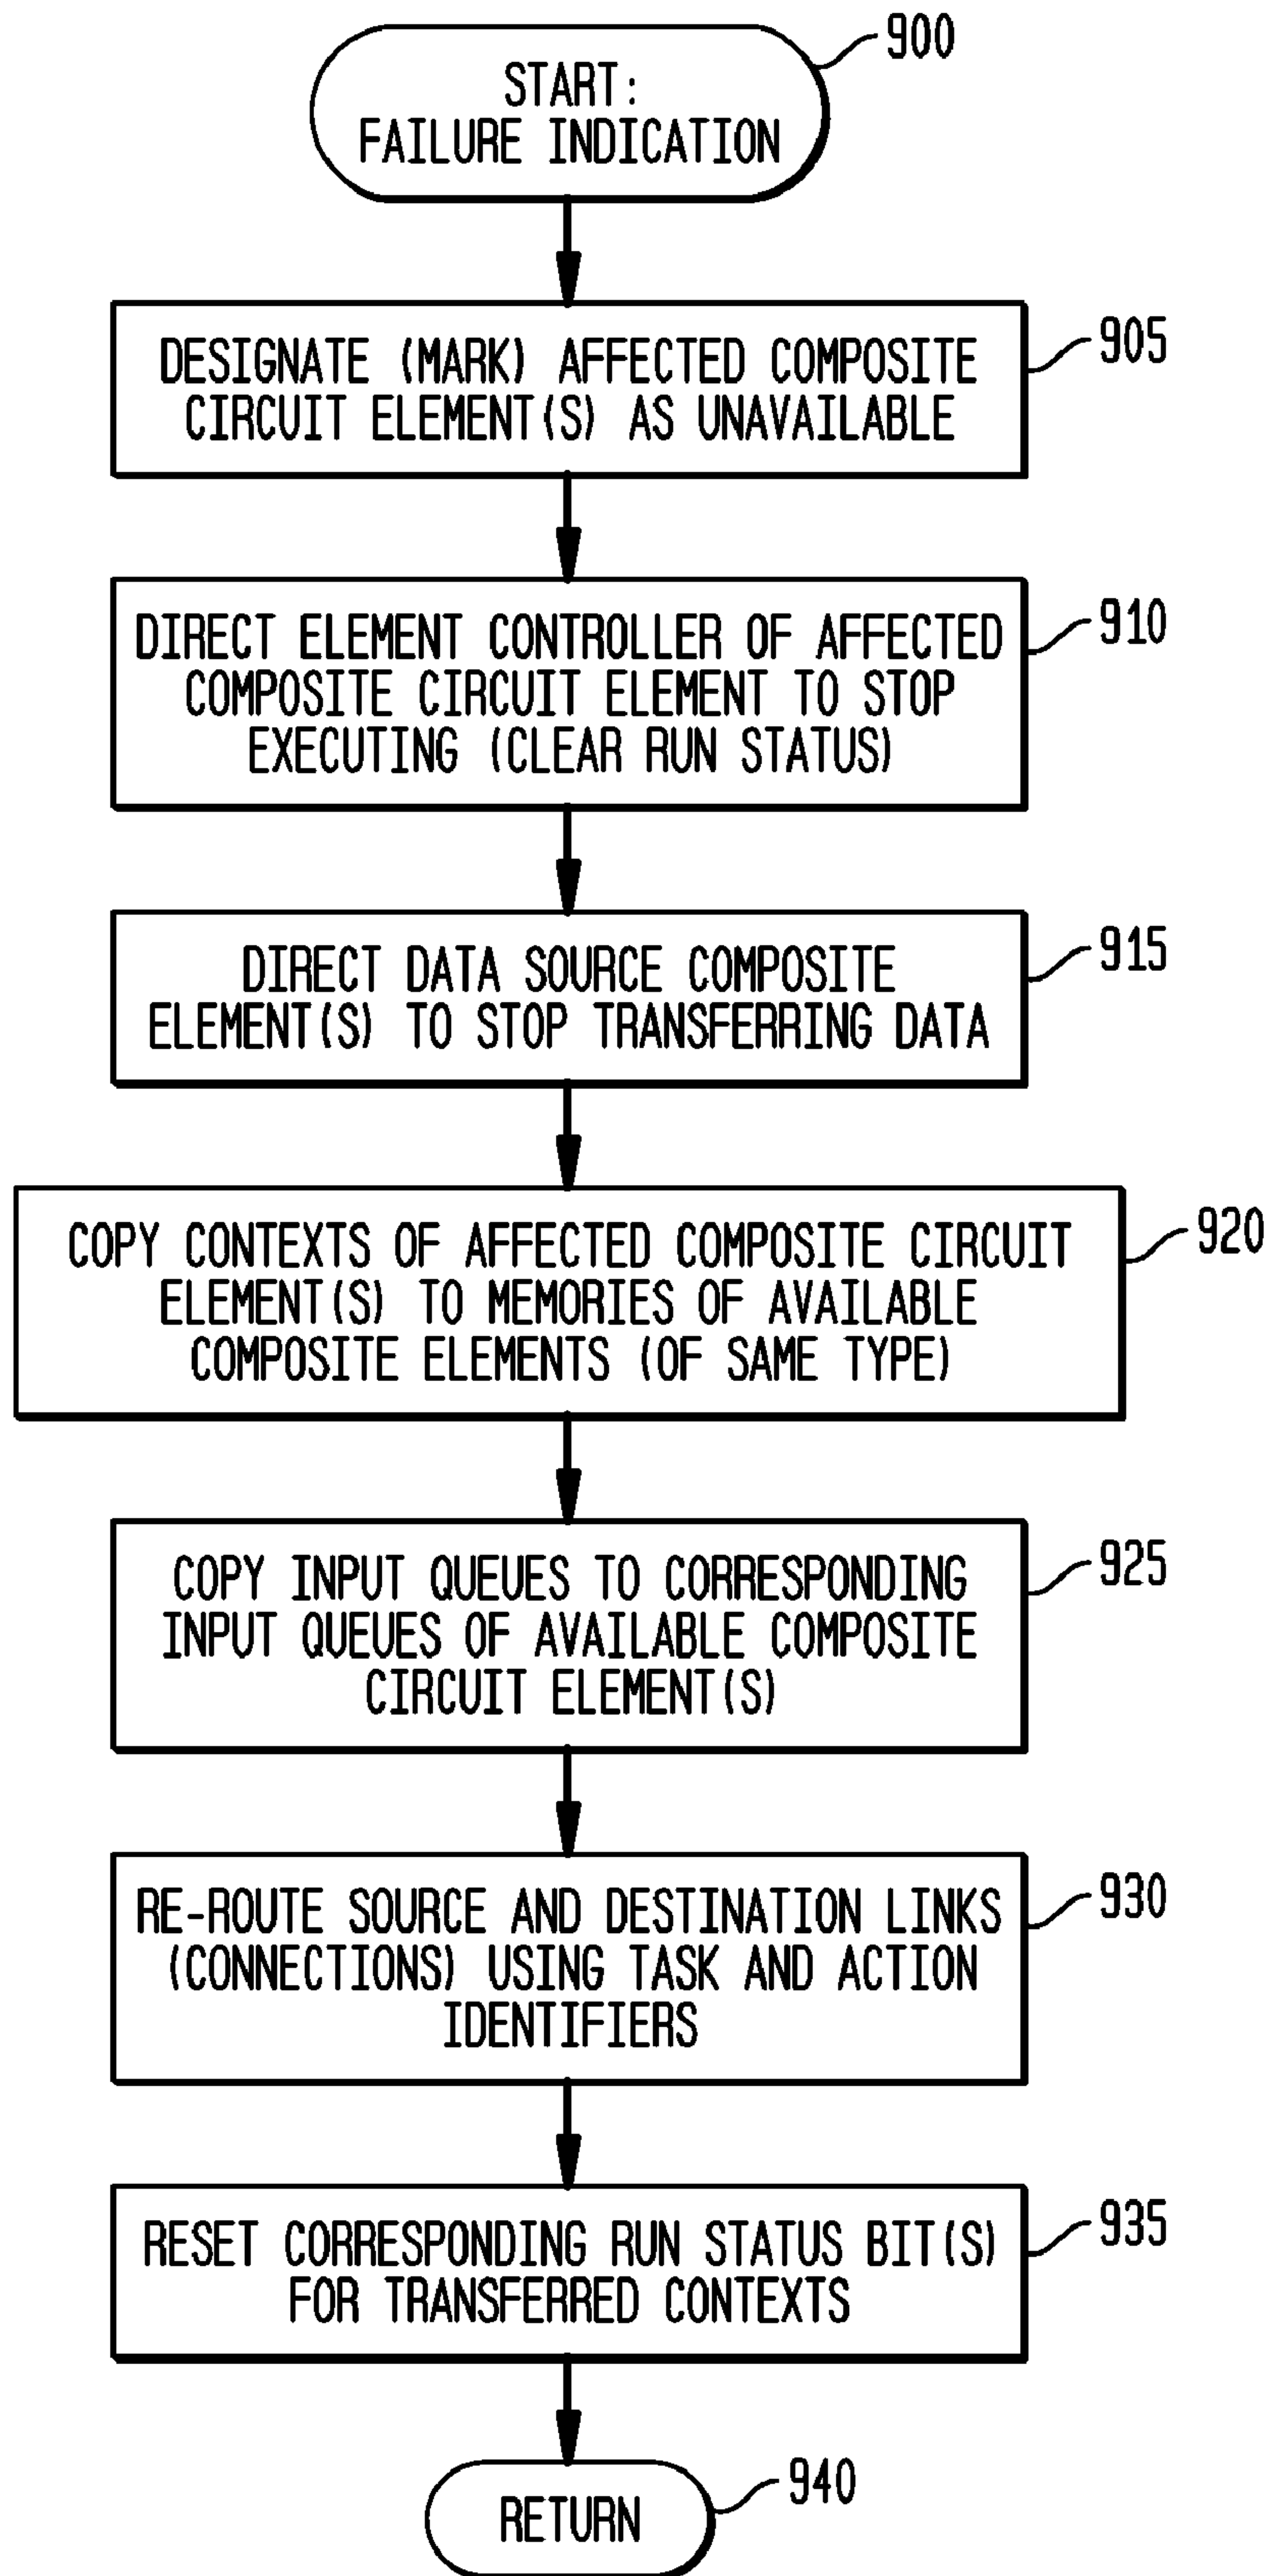 900
START:
FAILURE INDICATION
905
DESIGNATE (MARK) AFFECTED COMPOSITE
CIRCUIT ELEMENT(S) AS UNAVAILABLE
910
DIRECT ELEMENT CONTROLLER OF AFFECTED
COMPOSITE CIRCUIT ELEMENT TO STOP
EXECUTING (CLEAR RUN STATUS)
915
DIRECT DATA SOURCE COMPOSITE
ELEMENT(S) TO STOP TRANSFERRING DATA
920
COPY CONTEXTS OF AFFECTED COMPOSITE CIRCUIT
ELEMENT(S) TO MEMORIES OF AVAILABLE
COMPOSITE ELEMENTS (OF SAME TYPE)
925
COPY INPUT QUEUES TO CORRESPONDING
INPUT QUEUES OF AVAILABLE COMPOSITE
CIRCUIT ELEMENT(S)
930
RE-ROUTE SOURCE AND DESTINATION LINKS
(CONNECTIONS) USING TASK AND ACTION
IDENTIFIERS
935
RESET CORRESPONDING RUN STATUS BIT(S)
FOR TRANSFERRED CONTEXTS
940
RETURN